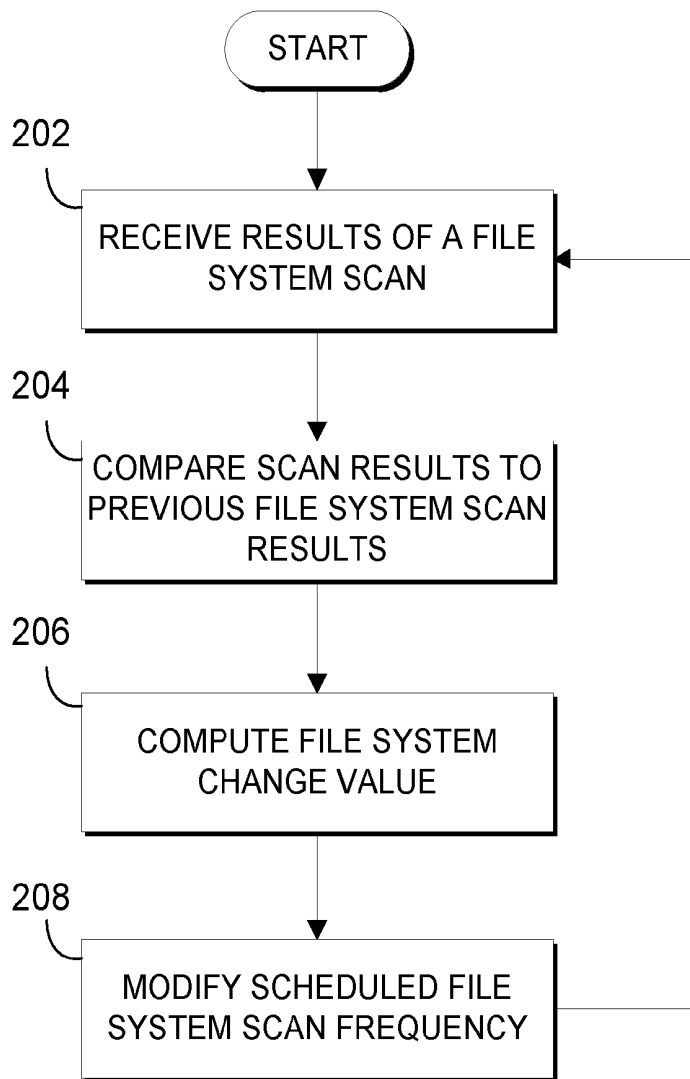 START
202
RECEIVE RESULTS OF A FILE
SYSTEM SCAN
204
COMPARE SCAN RESULTS TO
PREVIOUS FILE SYSTEM SCAN
RESULTS
206
COMPUTE FILE SYSTEM
CHANGE VALUE
208
MODIFY SCHEDULED FILE
SYSTEM SCAN FREQUENCY